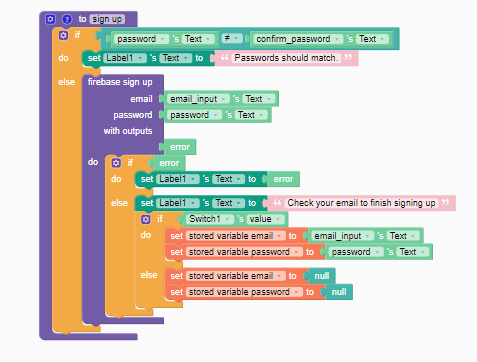 ? to sign up
if password 's Text ≠ confirm_password 's Text
do set Label1 's Text to “ Passwords should match. ”
else firebase sign up
email email_input 's Text
password password 's Text
with outputs
error
do if error
do set Label1 's Text to error
else set Label1 's Text to “ Check your email to finish signing up ”
if Switch1 's value
do set stored variable email to email_input 's Text
set stored variable password to password 's Text
else set stored variable email to null
set stored variable password to null